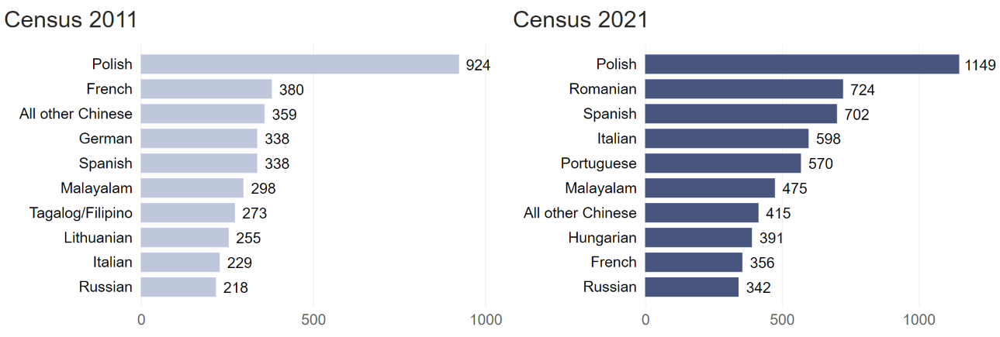 Census 2011
Polish 924
French 380
All other Chinese 359
German 338
Spanish 338
Malayalam 298
Tagalog/Filipino 273
Lithuanian 255
Italian 229
Russian 218
0 500 1000
Census 2021
Polish 1149
Romanian 724
Spanish 702
Italian 598
Portuguese 570
Malayalam 475
All other Chinese 415
Hungarian 391
French 356
Russian 342
0 500 1000